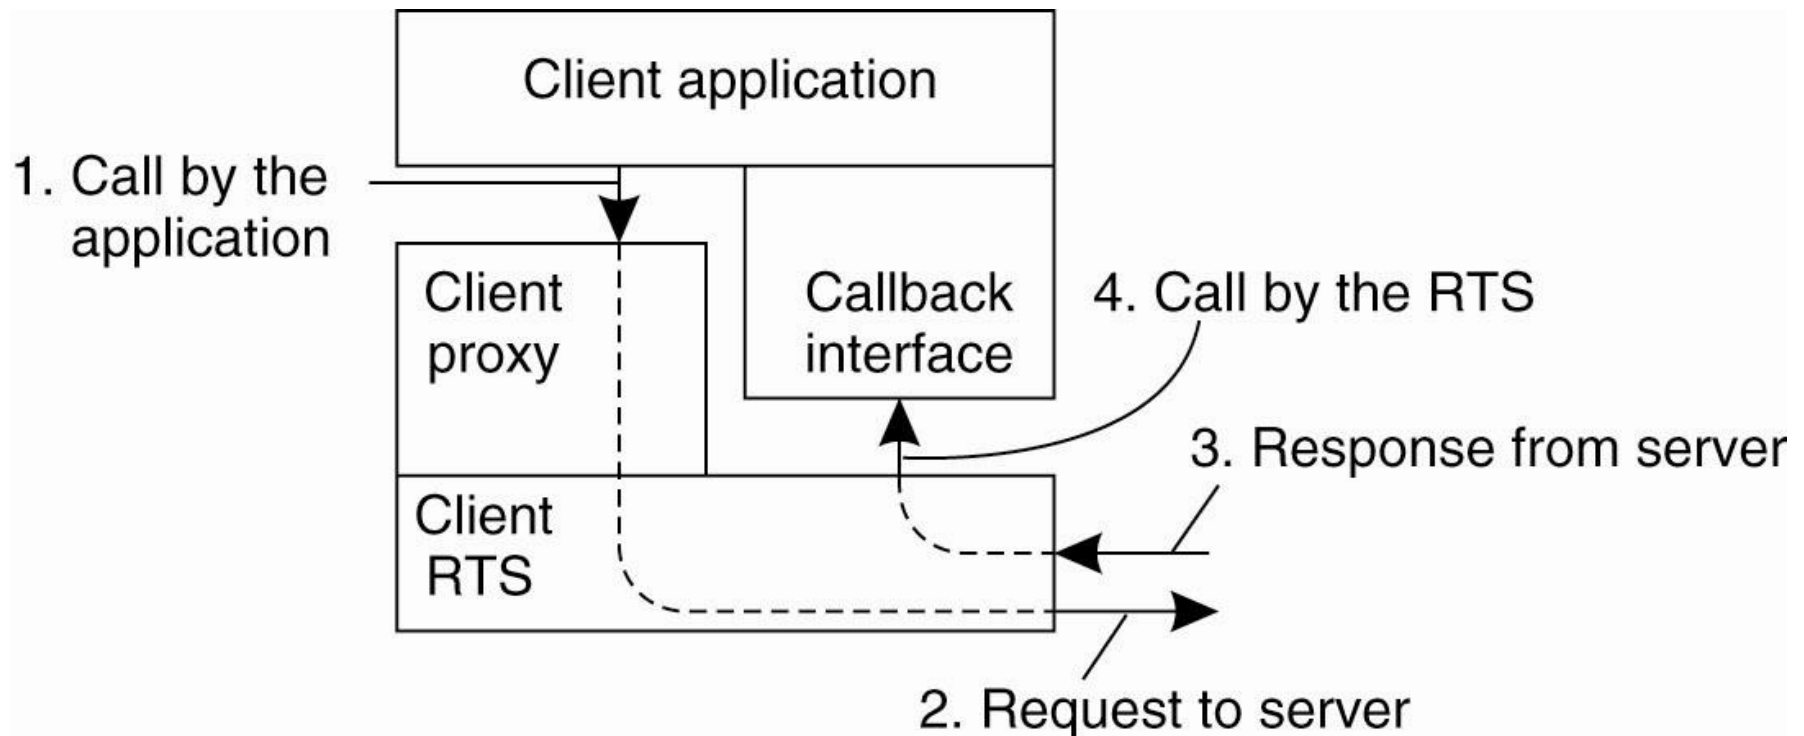 Client application
1. Call by the
application
Client
proxy
Callback
interface
4. Call by the RTS
3. Response from server
Client
RTS
2. Request to server